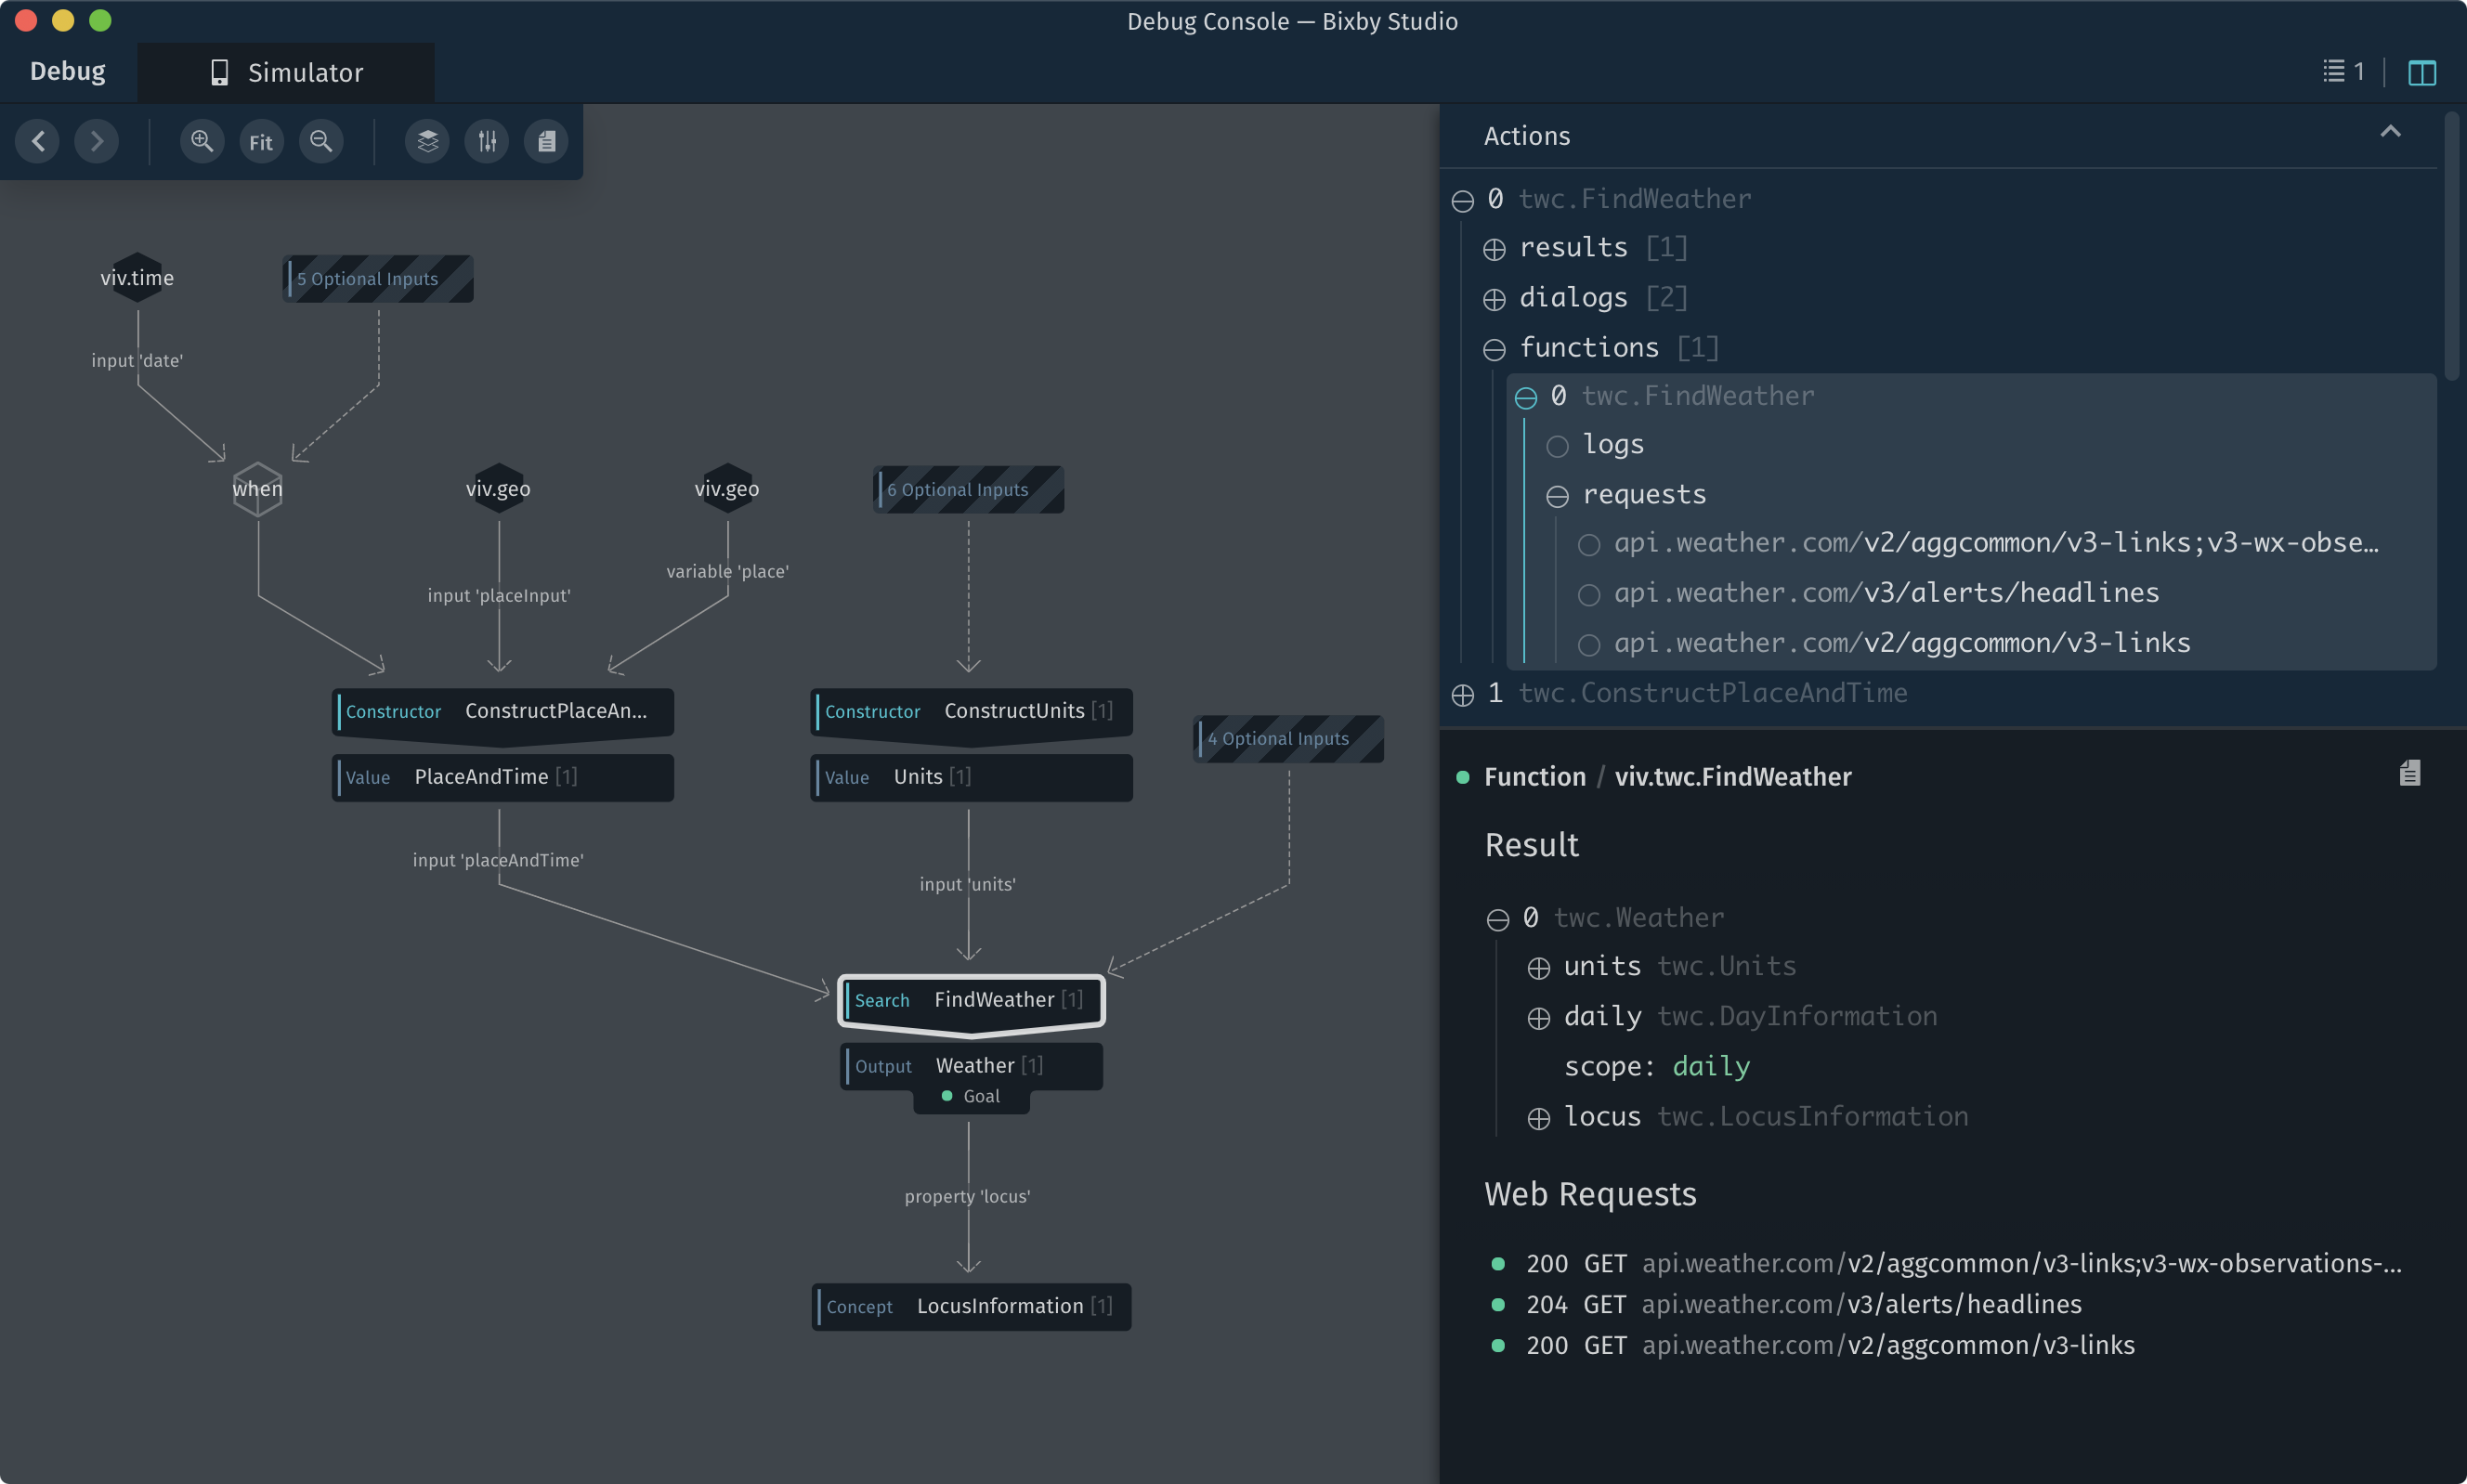 Debug Console — Bixby Studio
Debug
Simulator
1
Fit
viv.time
5 Optional Inputs
input 'date'
when
viv.geo
viv.geo
6 Optional Inputs
variable 'place'
input 'placeInput'
Constructor ConstructPlaceAn...
Constructor ConstructUnits [1]
4 Optional Inputs
Value PlaceAndTime [1]
Value Units [1]
input 'placeAndTime'
input 'units'
Search FindWeather [1]
Output Weather [1]
Goal
property 'locus'
Concept LocusInformation [1]
Actions
0 twc.FindWeather
results [1]
dialogs [2]
functions [1]
0 twc.FindWeather
logs
requests
api.weather.com/v2/aggcommon/v3-links;v3-wx-obse…
api.weather.com/v3/alerts/headlines
api.weather.com/v2/aggcommon/v3-links
1 twc.ConstructPlaceAndTime
Function / viv.twc.FindWeather
Result
0 twc.Weather
units twc.Units
daily twc.DayInformation
scope: daily
locus twc.LocusInformation
Web Requests
200 GET api.weather.com/v2/aggcommon/v3-links;v3-wx-observations-...
204 GET api.weather.com/v3/alerts/headlines
200 GET api.weather.com/v2/aggcommon/v3-links